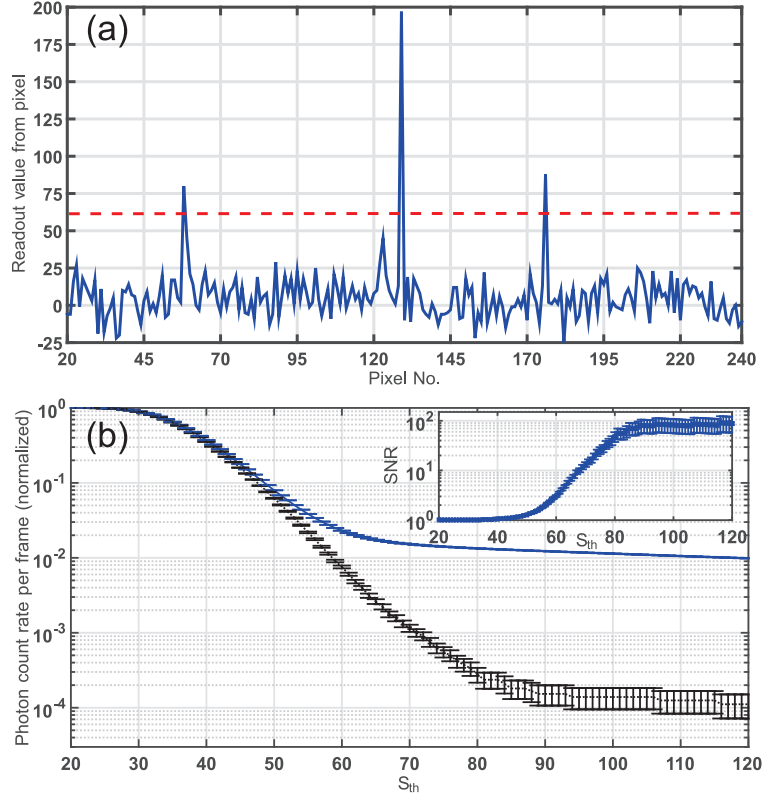 (a)
Readout value from pixel
200
175
150
125
100
75
50
25
0
-25
20 45 70 95 120 145 170 195 220 240
Pixel No.
(b)
Photon count rate per frame (normalized)
10^0
10^-1
10^-2
10^-3
10^-4
20 30 40 50 60 70 80 90 100 110 120
S_th
SNR
10^2
10^1
10^0
20 40 60 80 100 120
S_th